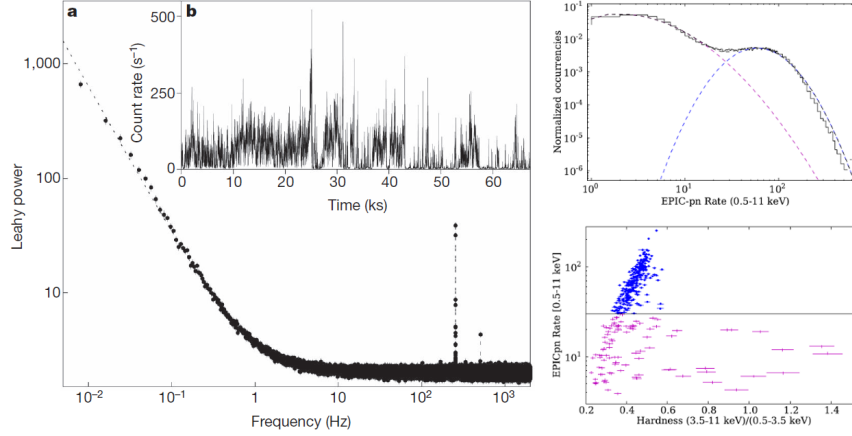 a
b
Count rate (s⁻¹)
500
250
0
0 10 20 30 40 50 60
Time (ks)
Leahy power
1,000
100
10
10⁻² 10⁻¹ 1 10 10² 10³
Frequency (Hz)
Normalized occurrencies
10⁻¹
10⁻²
10⁻³
10⁻⁴
10⁻⁵
10⁻⁶
10⁰ 10¹ 10²
EPIC-pn Rate (0.5-11 keV)
EPICpn Rate [0.5-11 keV]
10²
10¹
0.2 0.4 0.6 0.8 1.0 1.2 1.4
Hardness (3.5-11 keV)/(0.5-3.5 keV)